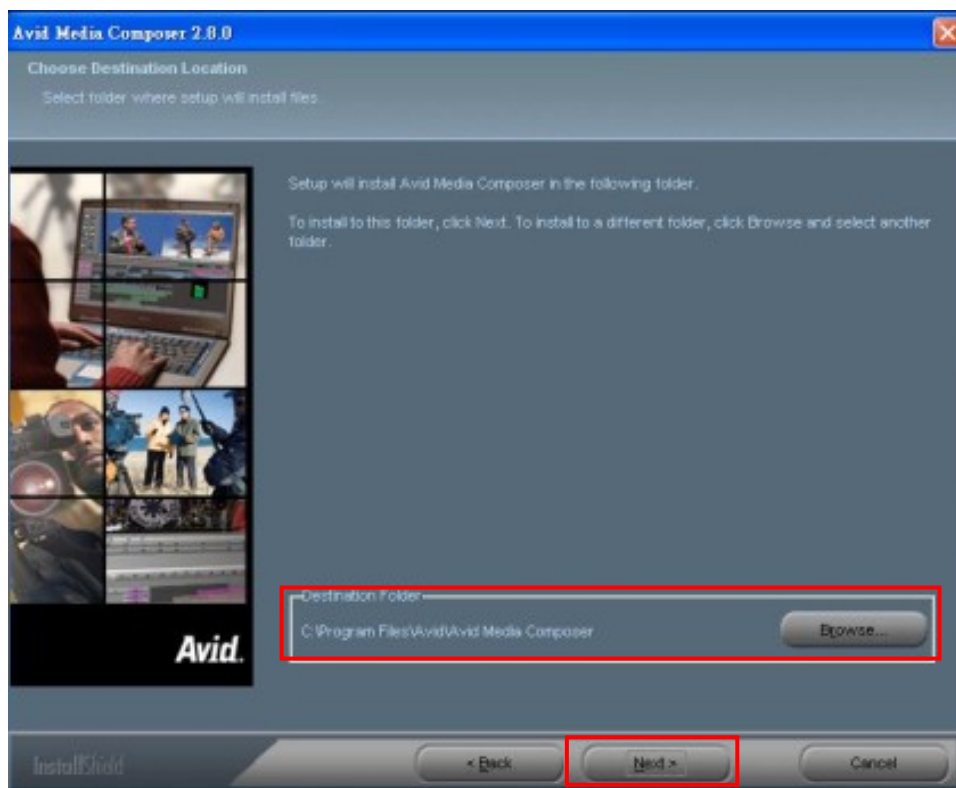 Avid Media Composer 2.8.0
Choose Destination Location
Select folder where setup will install files.
Setup will install Avid Media Composer in the following folder.
To install to this folder, click Next. To install to a different folder, click Browse and select another
folder.
Destination Folder
C:\Program Files\Avid\Avid Media Composer
Browse...
Avid.
InstallShield
< Back
Next >
Cancel